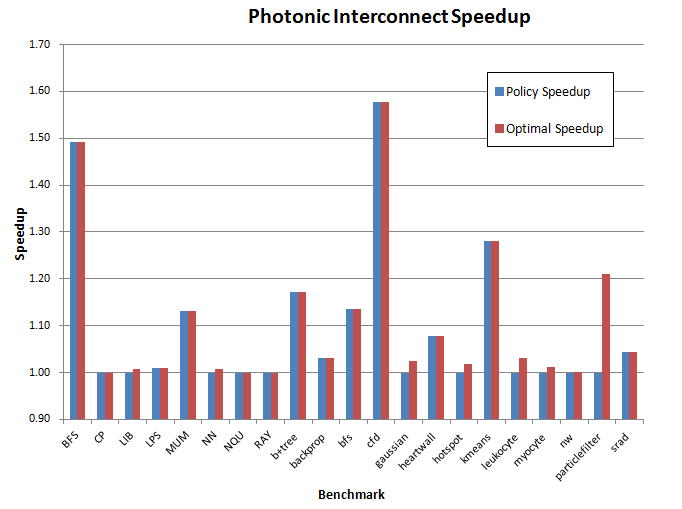 Photonic Interconnect Speedup
1.70
1.60
1.50
1.40
1.30
1.20
1.10
1.00
0.90
Speedup
Policy Speedup
Optimal Speedup
BFS
CP
LIB
LPS
MUM
NN
NQU
RAY
b+tree
backprop
bfs
cfd
gaussian
heartwall
hotspot
kmeans
leukocyte
myocyte
nw
particlefilter
srad
Benchmark